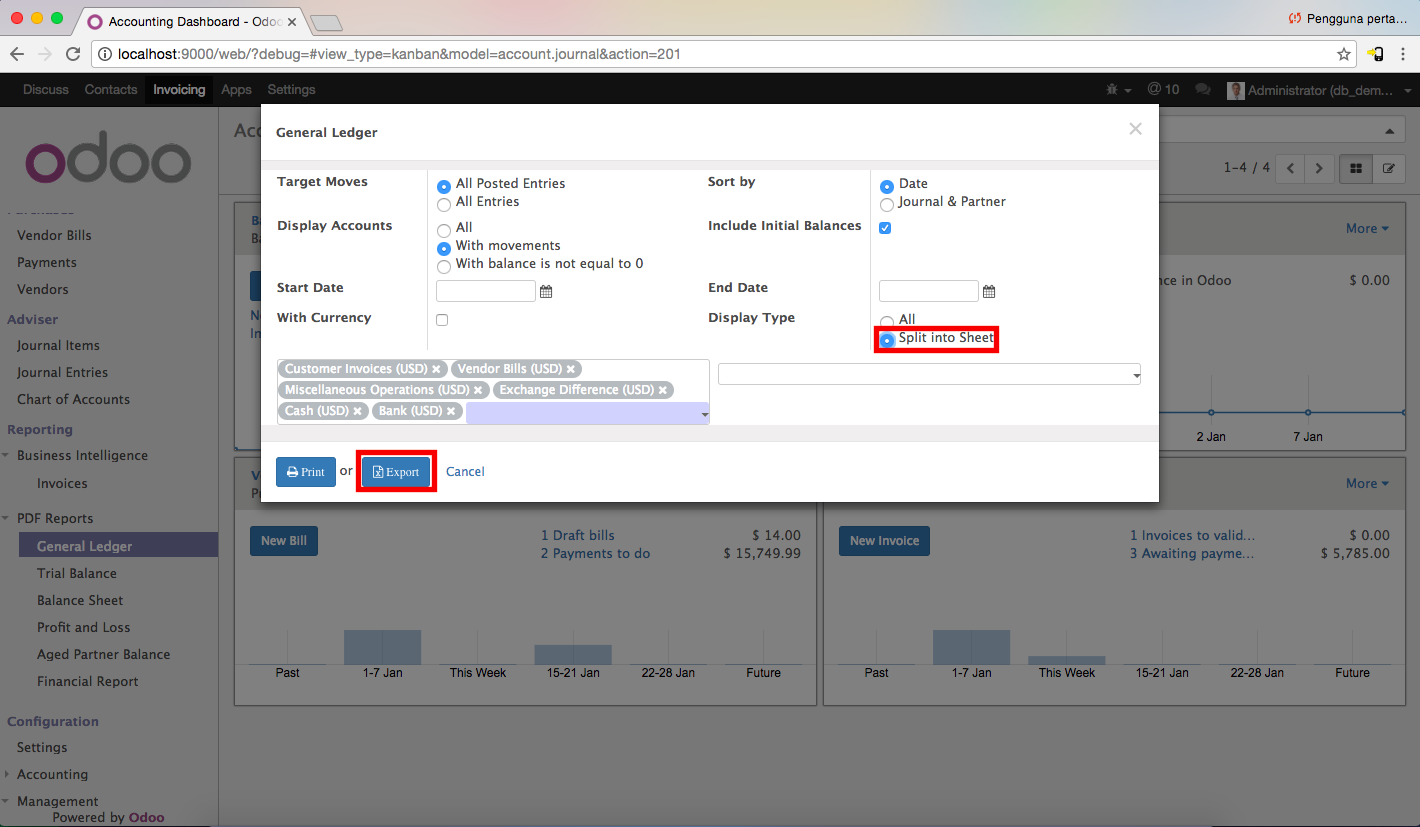 Accounting Dashboard - Odoo
Pengguna perta...
localhost:9000/web/?debug=#view_type=kanban&model=account.journal&action=201
Discuss Contacts Invoicing Apps Settings
@ 10
Administrator (db_dem...
odoo
Acc
1-4 / 4
General Ledger
Target Moves
All Posted Entries
All Entries
Sort by
Date
Journal & Partner
Display Accounts
All
With movements
With balance is not equal to 0
Include Initial Balances
Start Date
End Date
With Currency
Display Type
All
Split into Sheet
Customer Invoices (USD) Vendor Bills (USD)
Miscellaneous Operations (USD) Exchange Difference (USD)
Cash (USD) Bank (USD)
Print or Export Cancel
Vendor Bills
Payments
Vendors
Adviser
Journal Items
Journal Entries
Chart of Accounts
Reporting
Business Intelligence
Invoices
PDF Reports
General Ledger
Trial Balance
Balance Sheet
Profit and Loss
Aged Partner Balance
Financial Report
Configuration
Settings
Accounting
Management
Powered by Odoo
More
nce in Odoo $ 0.00
2 Jan 7 Jan
More
New Bill
1 Draft bills $ 14.00
2 Payments to do $ 15,749.99
Past 1-7 Jan This Week 15-21 Jan 22-28 Jan Future
New Invoice
1 Invoices to valid... $ 0.00
3 Awaiting payme... $ 5,785.00
Past 1-7 Jan This Week 15-21 Jan 22-28 Jan Future